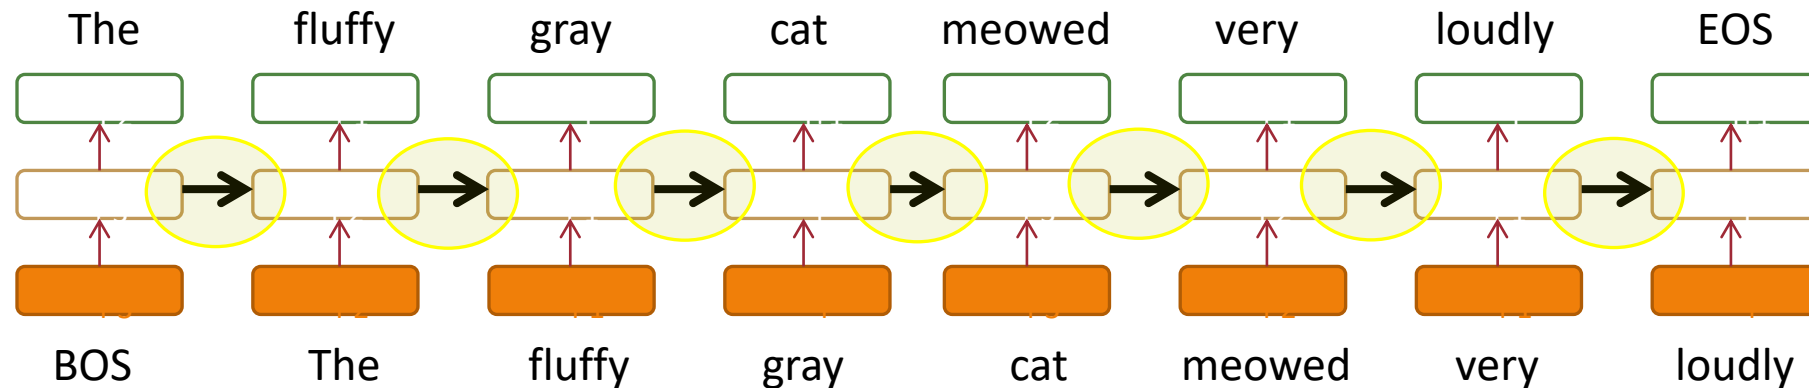 The fluffy gray cat meowed very loudly EOS
BOS The fluffy gray cat meowed very loudly